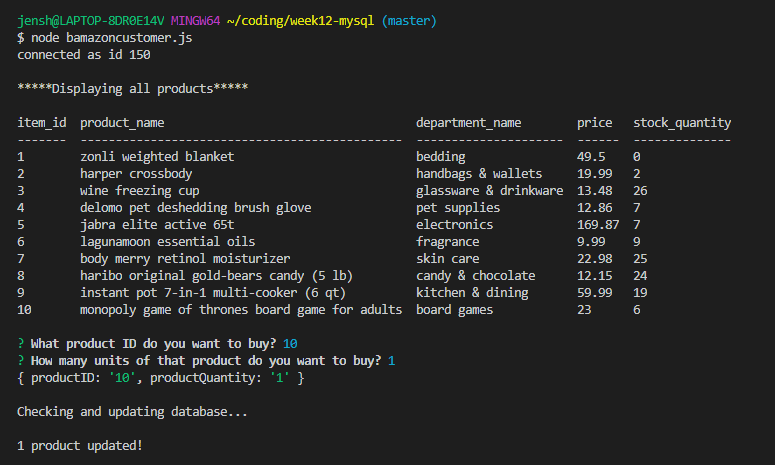 jensh@LAPTOP-8DR0E14V MINGW64 ~/coding/week12-mysql (master)
$ node bamazoncustomer.js
connected as id 150
*****Displaying all products*****
item_id  product_name                                  department_name        price   stock_quantity
-------  --------------------------------------------  ---------------------  ------  --------------
1        zonli weighted blanket                        bedding                49.5    0
2        harper crossbody                              handbags & wallets     19.99   2
3        wine freezing cup                             glassware & drinkware  13.48   26
4        delomo pet deshedding brush glove             pet supplies           12.86   7
5        jabra elite active 65t                        electronics            169.87  7
6        lagunamoon essential oils                     fragrance              9.99    9
7        body merry retinol moisturizer                skin care              22.98   25
8        haribo original gold-bears candy (5 lb)       candy & chocolate      12.15   24
9        instant pot 7-in-1 multi-cooker (6 qt)        kitchen & dining       59.99   19
10       monopoly game of thrones board game for adults  board games            23      6
? What product ID do you want to buy? 10
? How many units of that product do you want to buy? 1
{ productID: '10', productQuantity: '1' }
Checking and updating database...
1 product updated!